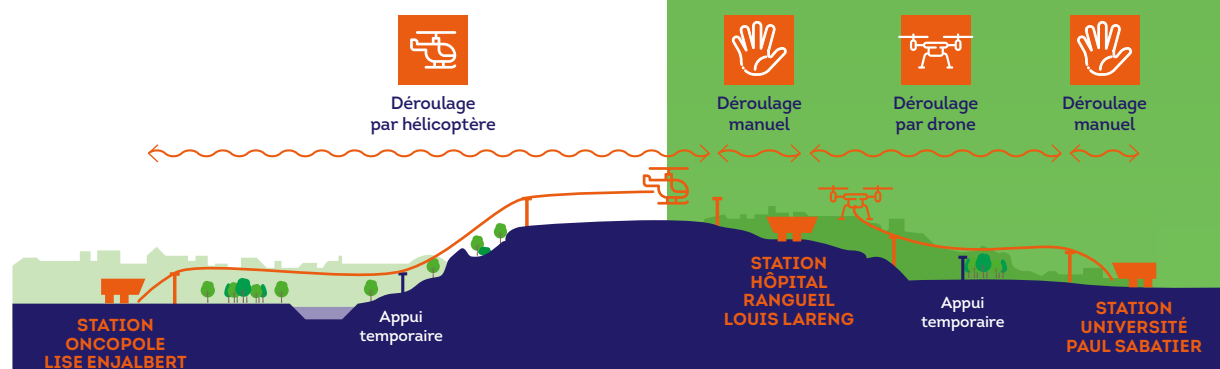 Déroulage
par hélicoptère
Déroulage
manuel
Déroulage
par drone
Déroulage
manuel
STATION
ONCOPOLE
LISE ENJALBERT
Appui
temporaire
STATION
HÔPITAL
RANGUEIL
LOUIS LARENG
Appui
temporaire
STATION
UNIVERSITÉ
PAUL SABATIER